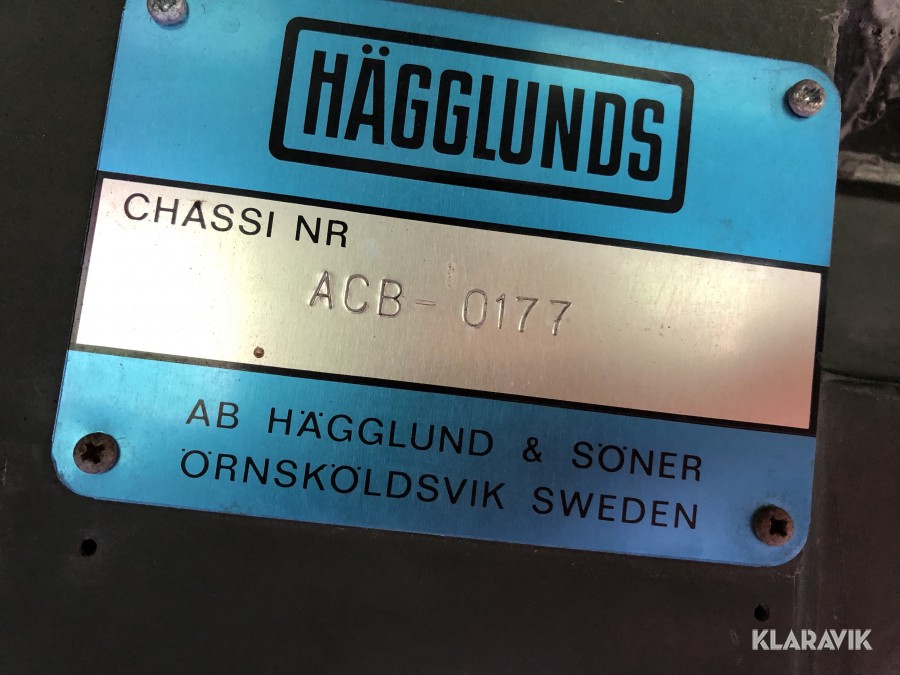 HÄGGLUNDS
CHASSI NR
ACB-0177
AB HÄGGLUND & SÖNER
ÖRNSKÖLDSVIK SWEDEN
KLARAVIK